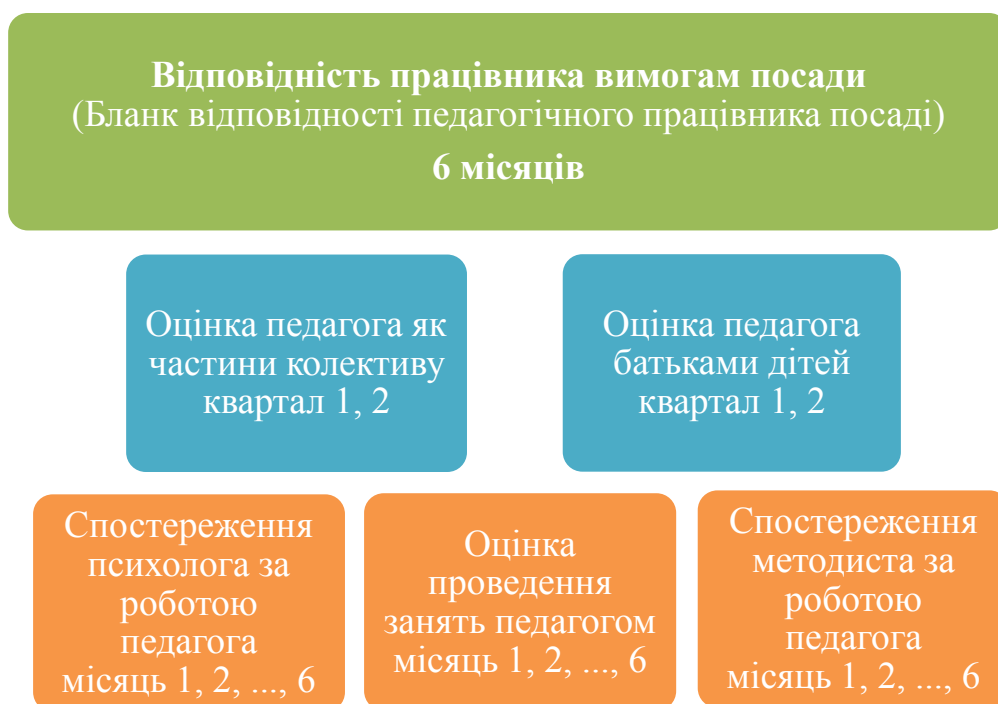 Відповідність працівника вимогам посади
(Бланк відповідності педагогічного працівника посаді)
6 місяців
Оцінка педагога як
частини колективу
квартал 1, 2
Оцінка педагога
батьками дітей
квартал 1, 2
Спостереження
психолога за
роботою
педагога
місяць 1, 2, ..., 6
Оцінка
проведення
занять педагогом
місяць 1, 2, ..., 6
Спостереження
методиста за
роботою
педагога
місяць 1, 2, ..., 6